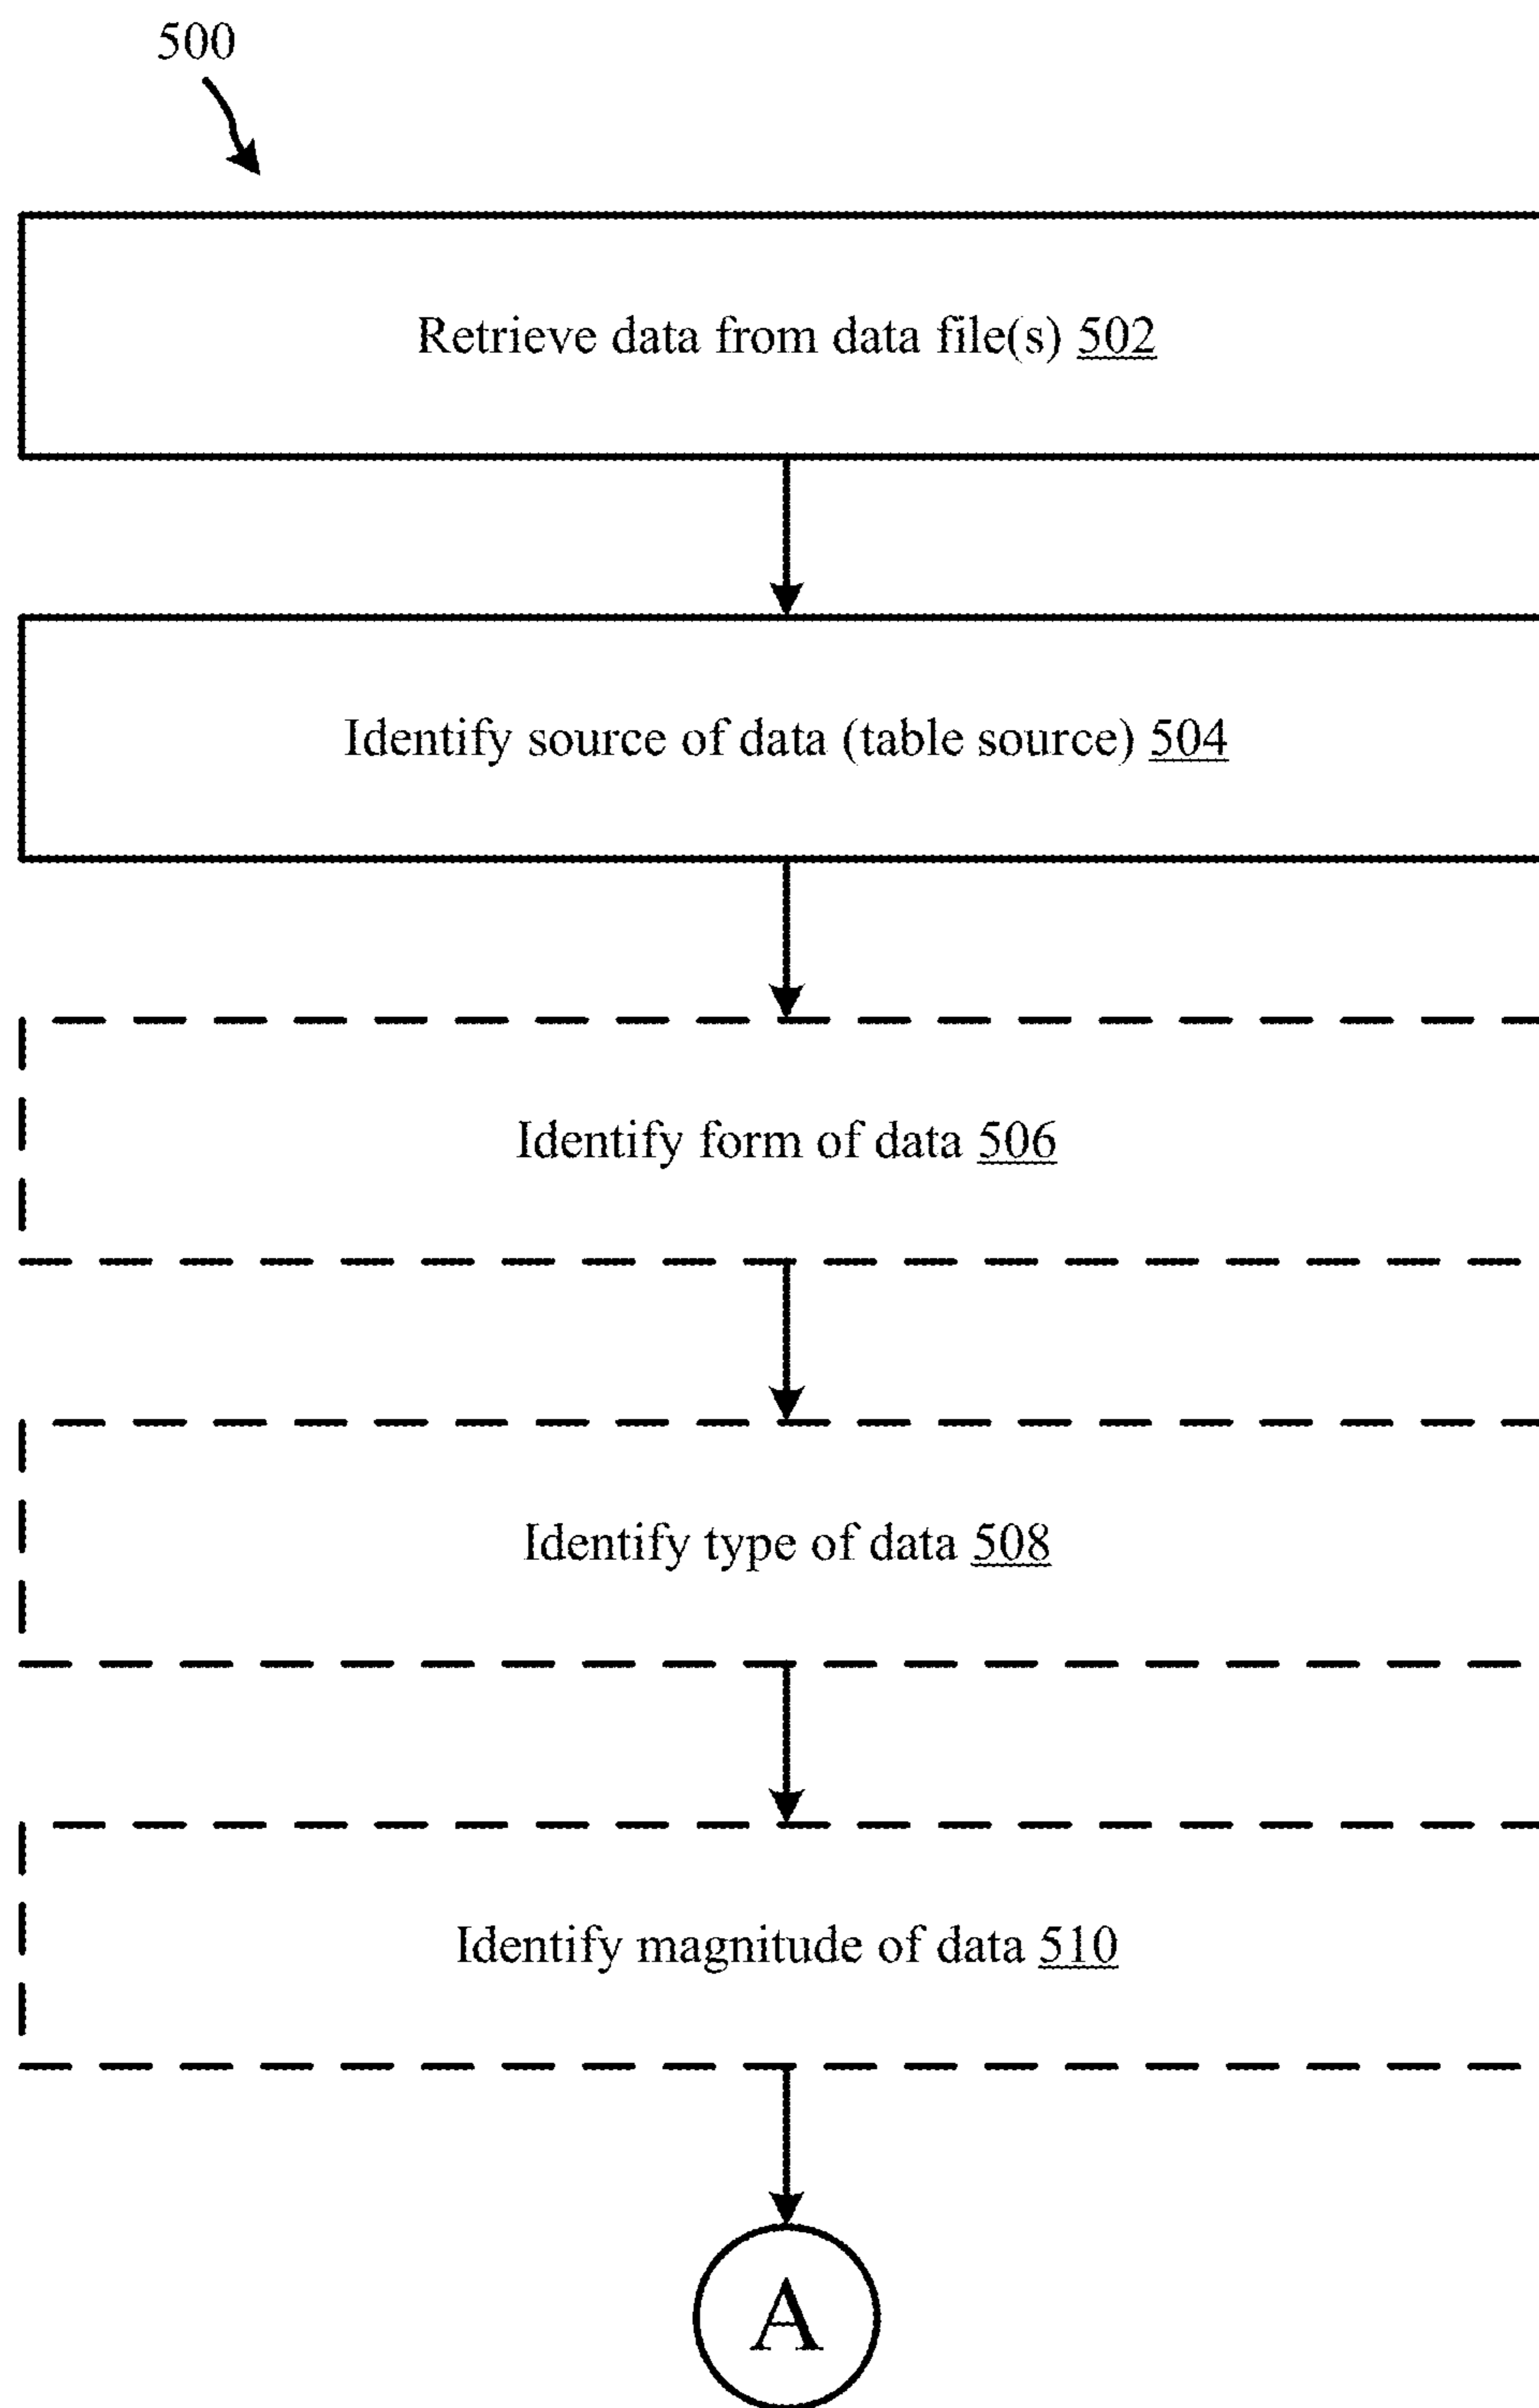 500
Retrieve data from data file(s) 502
Identify source of data (table source) 504
Identify form of data 506
Identify type of data 508
Identify magnitude of data 510
A